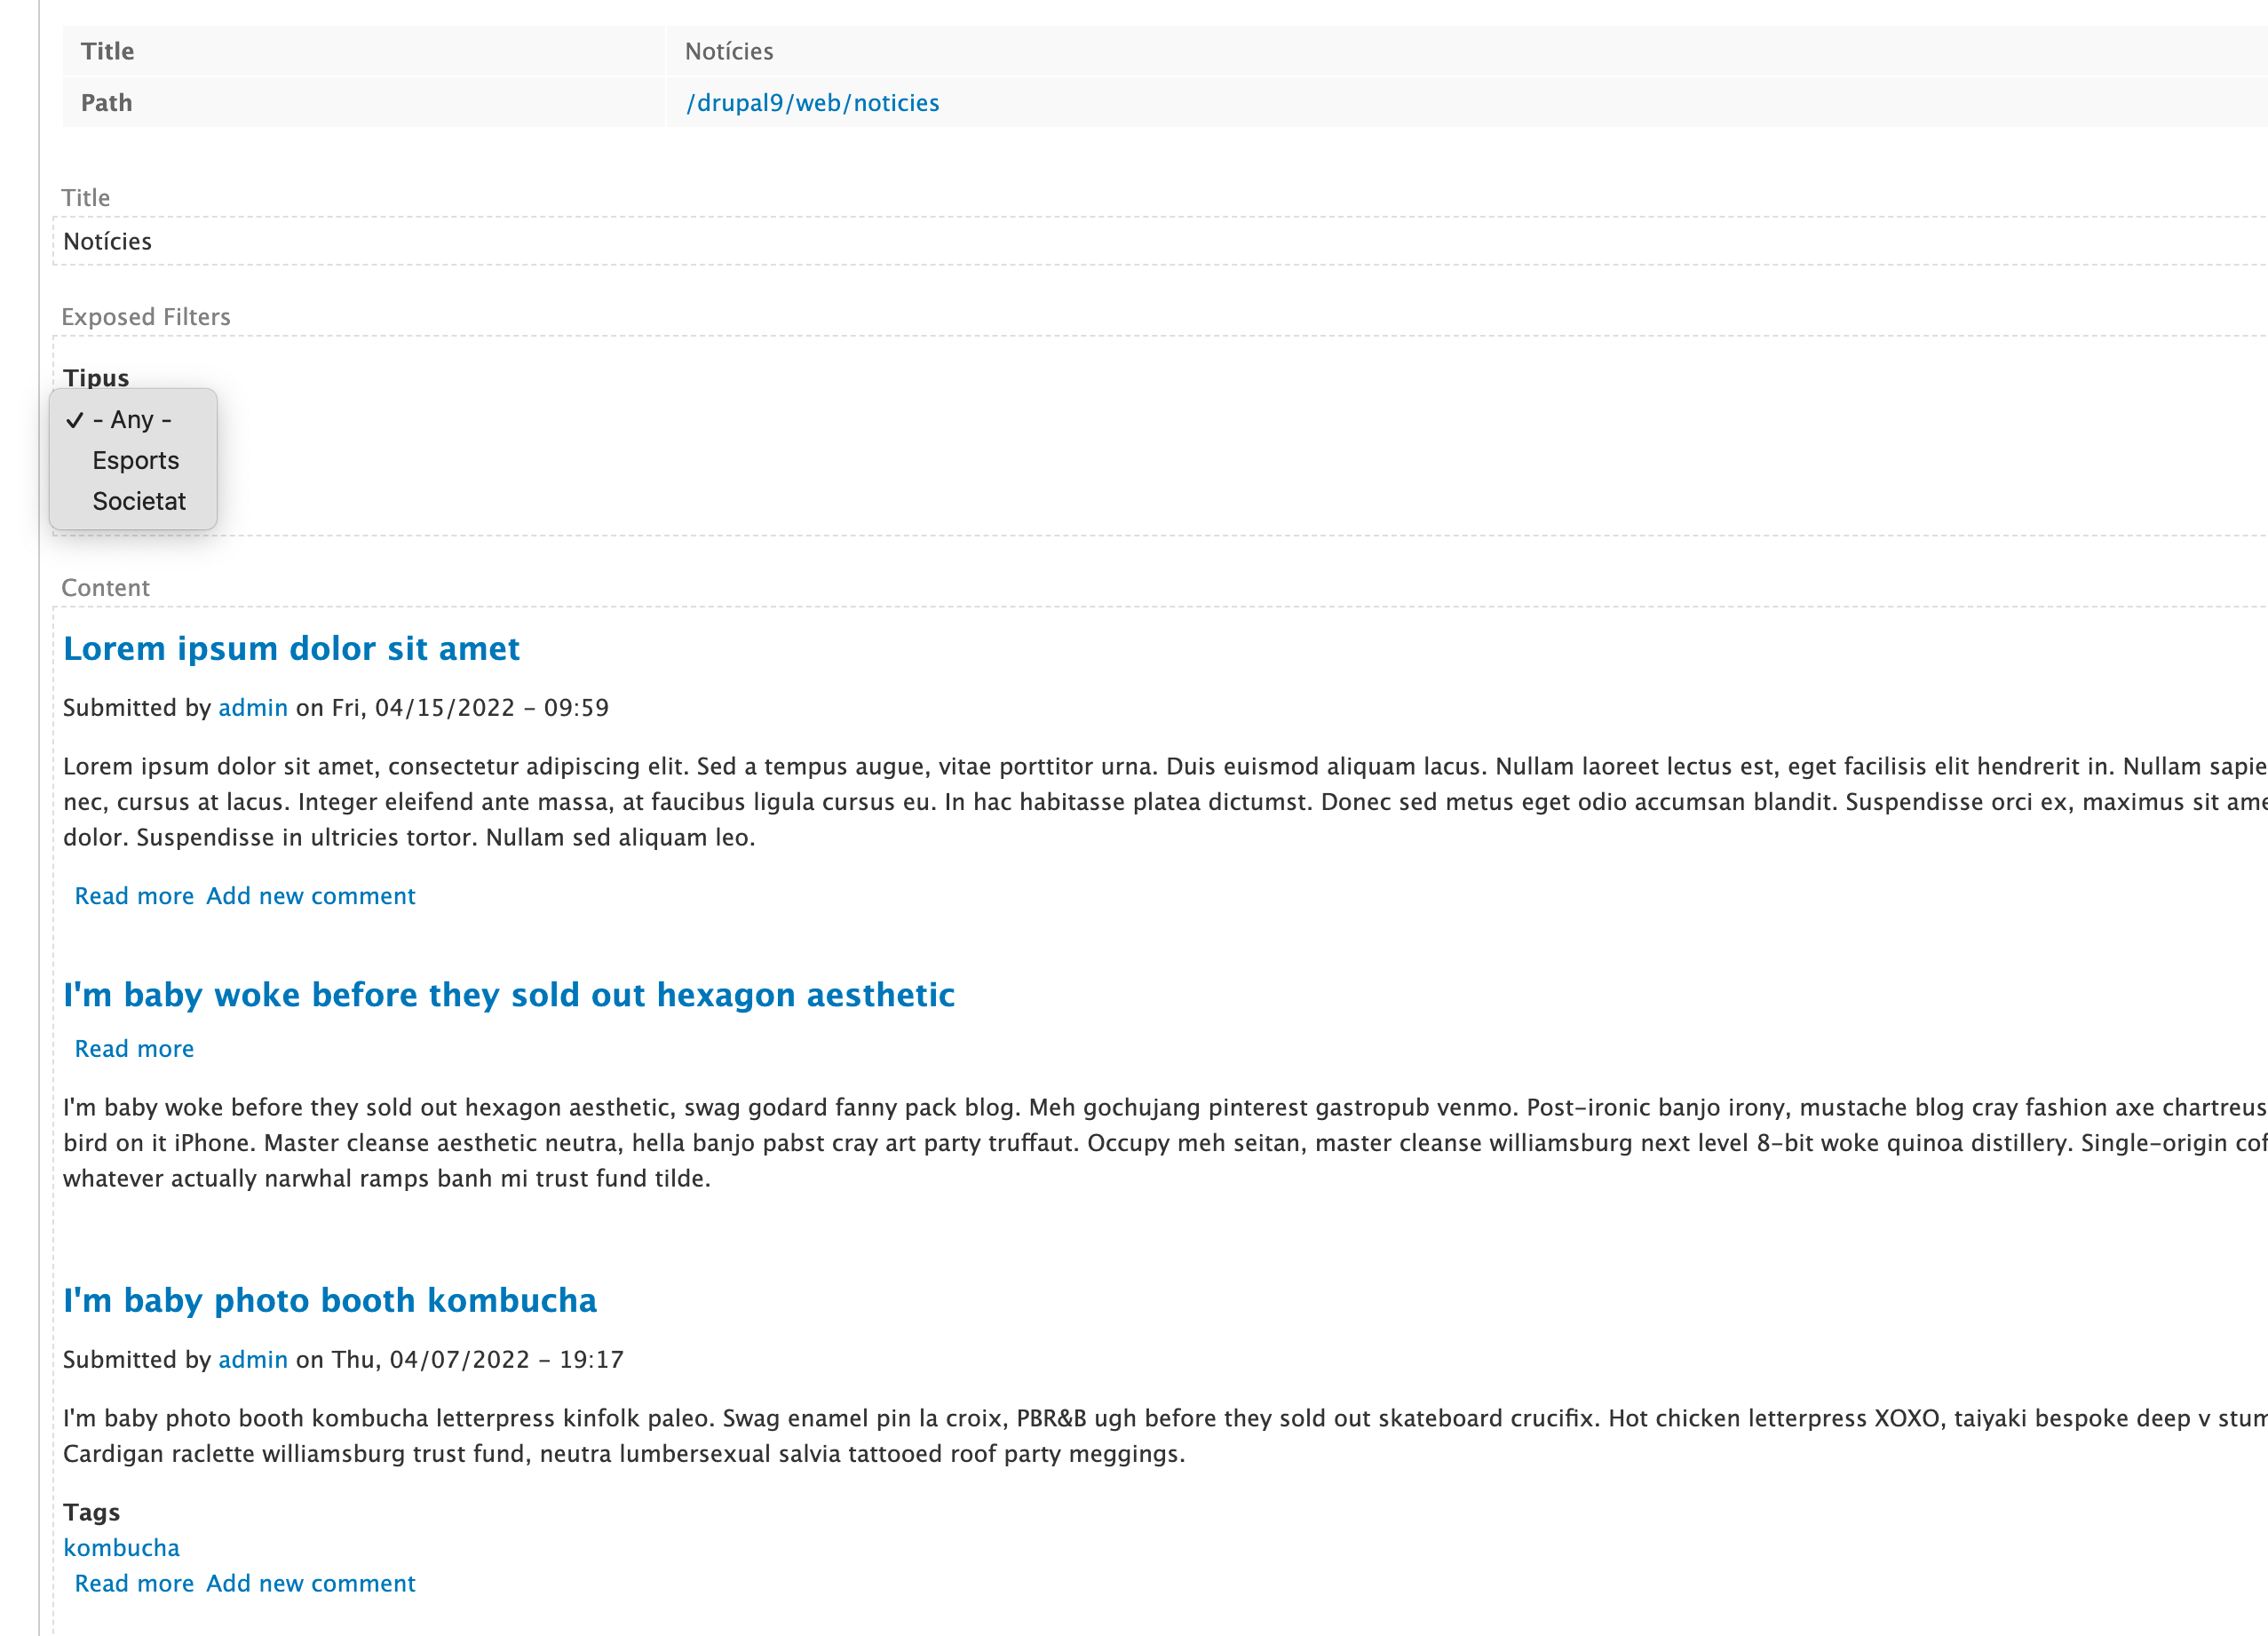 Title Notícies
Path /drupal9/web/noticies
Title
Notícies
Exposed Filters
Tipus
✓ - Any -
Esports
Societat
Content
Lorem ipsum dolor sit amet
Submitted by admin on Fri, 04/15/2022 - 09:59
Lorem ipsum dolor sit amet, consectetur adipiscing elit. Sed a tempus augue, vitae porttitor urna. Duis euismod aliquam lacus. Nullam laoreet lectus est, eget facilisis elit hendrerit in. Nullam
nec, cursus at lacus. Integer eleifend ante massa, at faucibus ligula cursus eu. In hac habitasse platea dictumst. Donec sed metus eget odio accumsan blandit. Suspendisse orci ex, maximus sit
dolor. Suspendisse in ultricies tortor. Nullam sed aliquam leo.
Read more Add new comment
I'm baby woke before they sold out hexagon aesthetic
Read more
I'm baby woke before they sold out hexagon aesthetic, swag godard fanny pack blog. Meh gochujang pinterest gastropub venmo. Post-ironic banjo irony, mustache blog cray fashion axe
bird on it iPhone. Master cleanse aesthetic neutra, hella banjo pabst cray art party truffaut. Occupy meh seitan, master cleanse williamsburg next level 8-bit woke quinoa distillery. Single-origin
whatever actually narwhal ramps banh mi trust fund tilde.
I'm baby photo booth kombucha
Submitted by admin on Thu, 04/07/2022 - 19:17
I'm baby photo booth kombucha letterpress kinfolk paleo. Swag enamel pin la croix, PBR&B ugh before they sold out skateboard crucifix. Hot chicken letterpress XOXO, taiyaki bespoke deep v
Cardigan raclette williamsburg trust fund, neutra lumbersexual salvia tattooed roof party meggings.
Tags
kombucha
Read more Add new comment